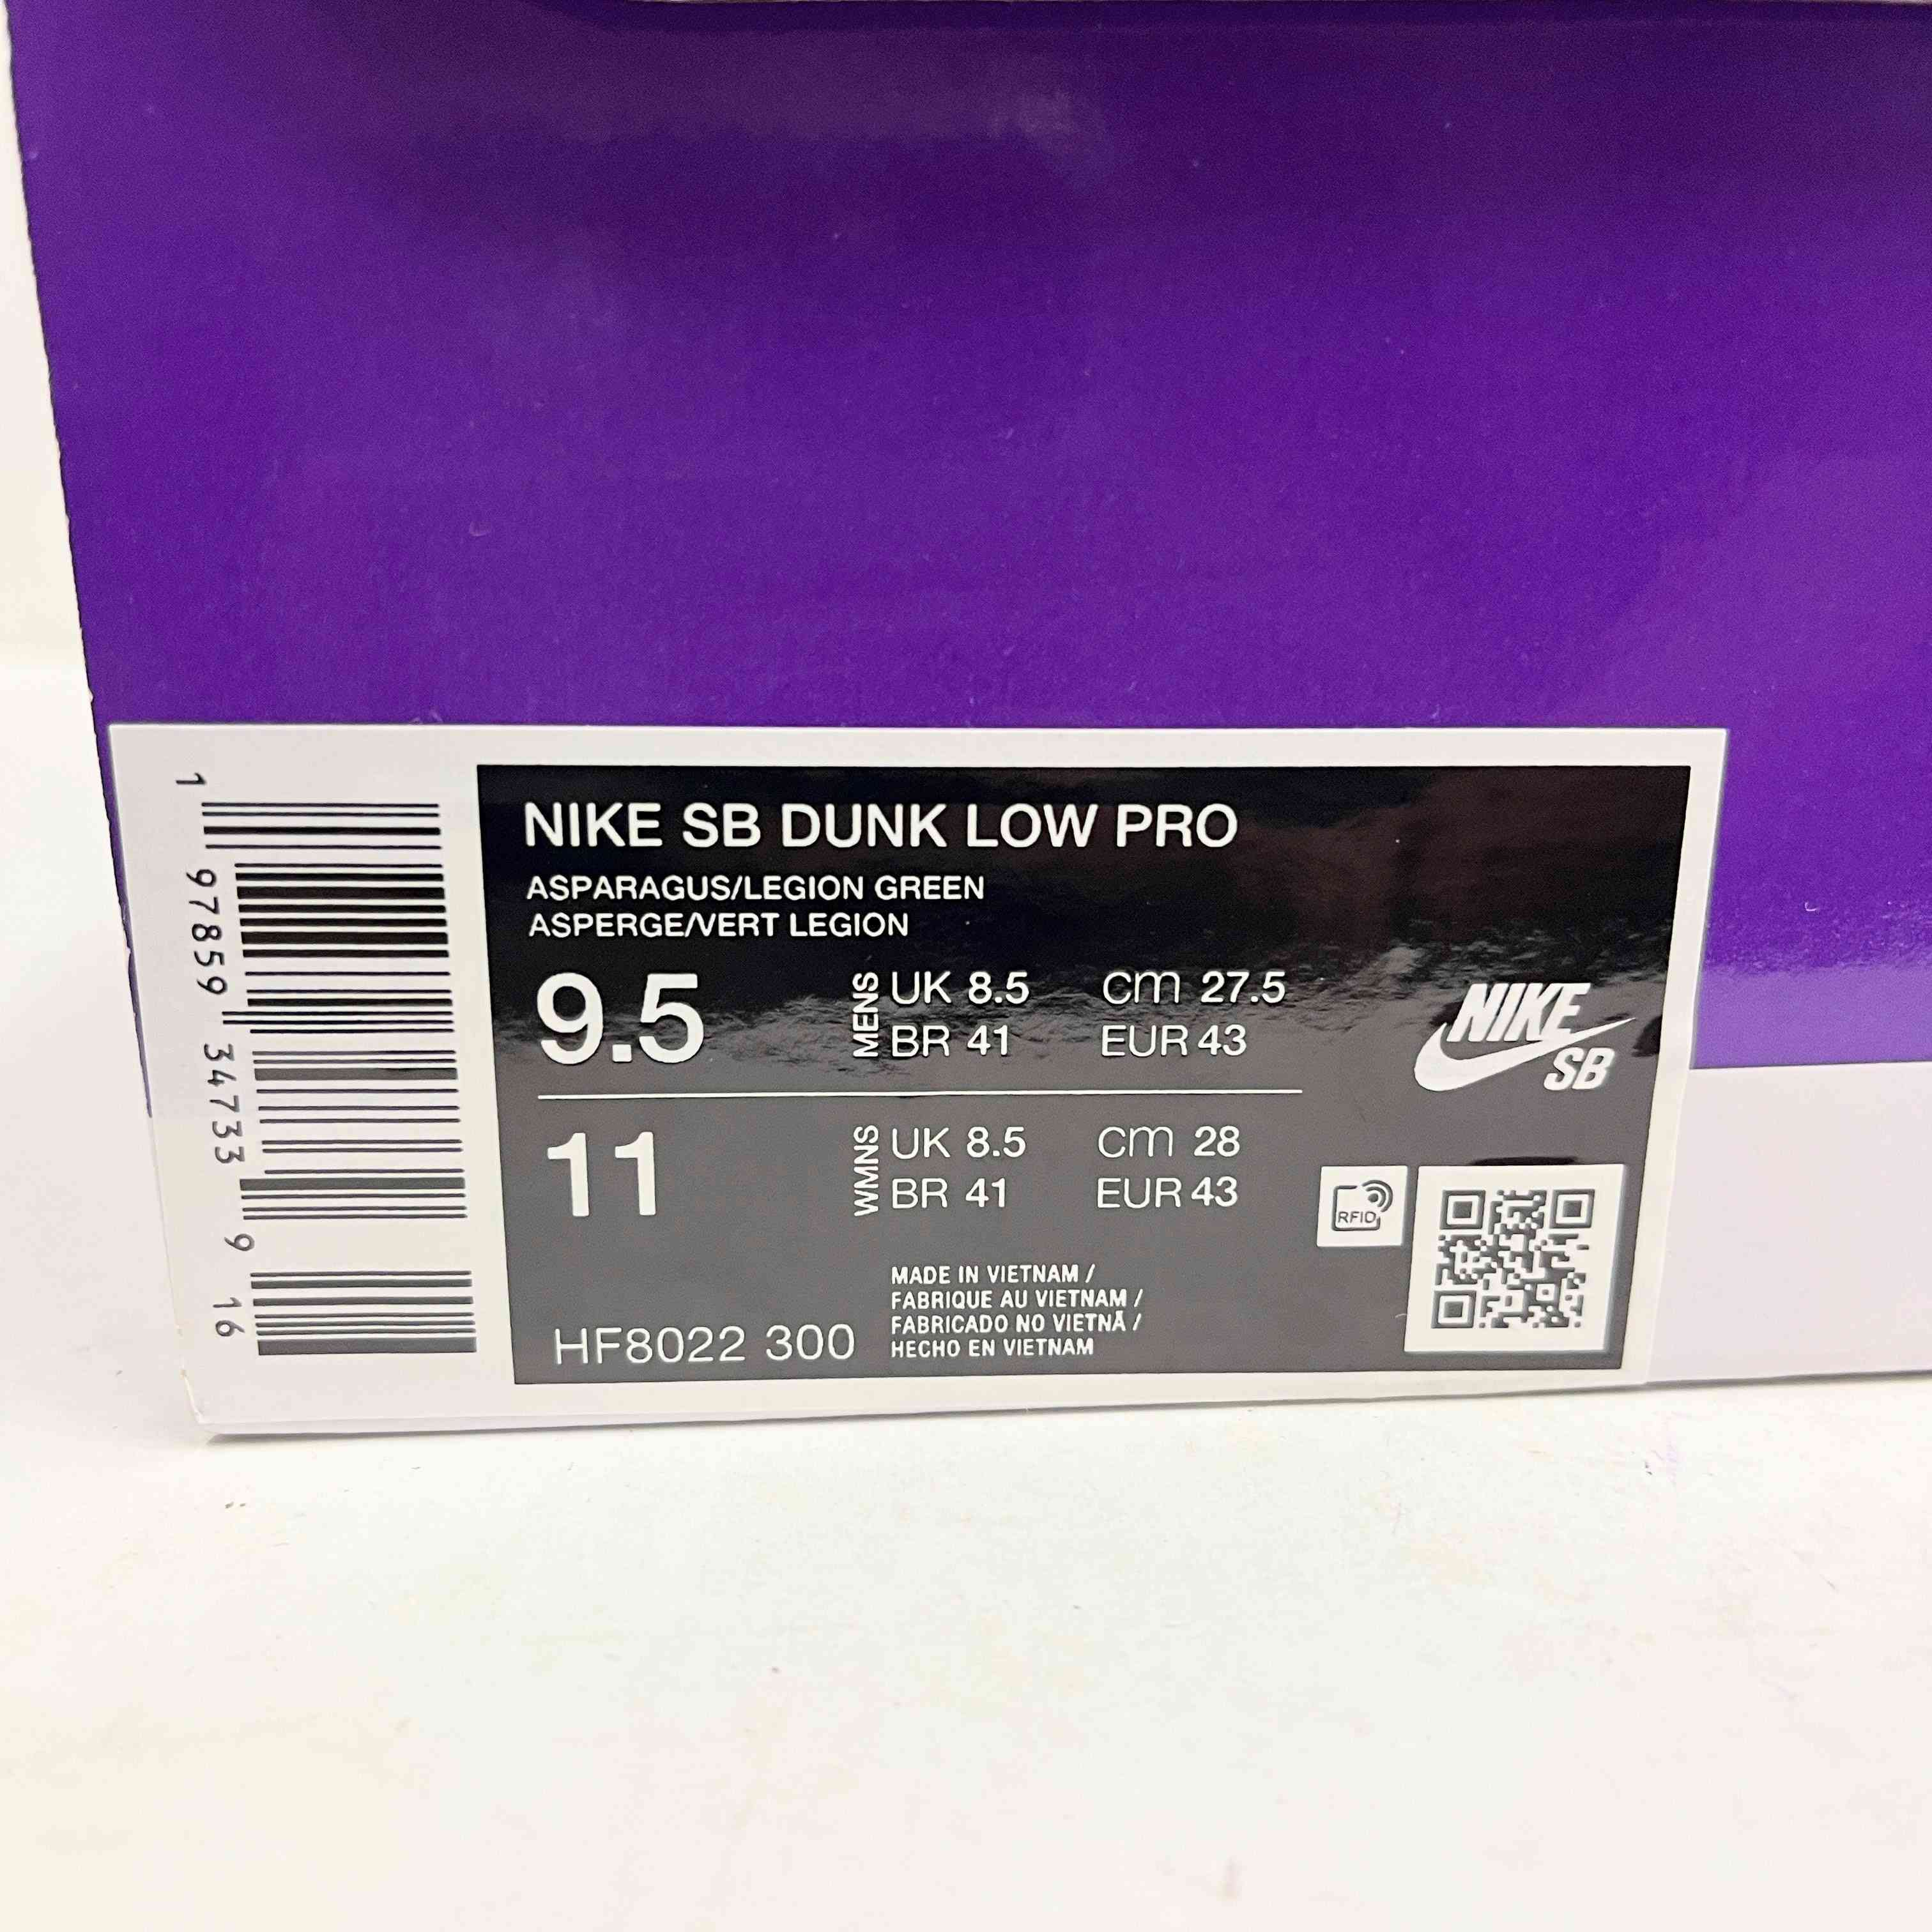 1 97859 34733 9 16
NIKE SB DUNK LOW PRO
ASPARAGUS/LEGION GREEN
ASPERGE/VERT LEGION
9.5 MENS UK 8.5 cm 27.5
BR 41 EUR 43
11 WMNS UK 8.5 cm 28
BR 41 EUR 43
NIKE
SB
RFID
MADE IN VIETNAM /
FABRIQUE AU VIETNAM /
FABRICADO NO VIETNÃ /
HECHO EN VIETNAM
HF8022 300